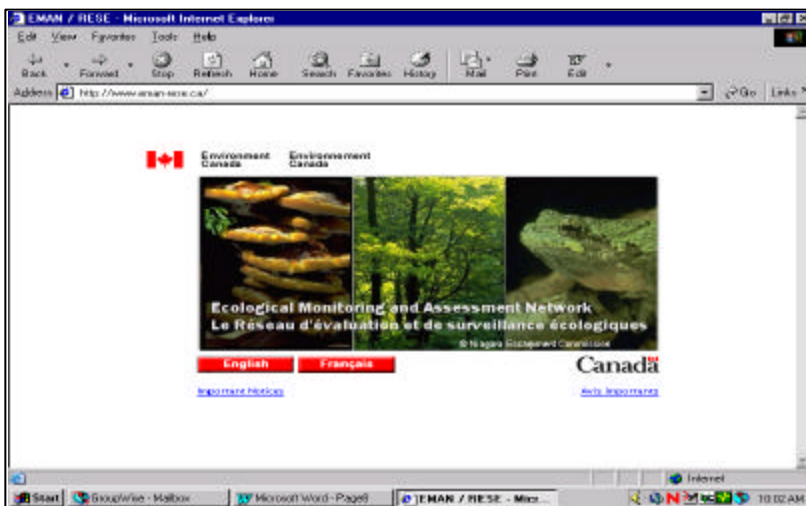 EMAN / RESE - Microsoft Internet Explorer
Edit View Favorites Tools Help
Back Forward Stop Refresh Home Search Favorites History Mail Print Edit
Address http://www.eman-rese.ca/ Go Links
Environment Canada Environnement Canada
Ecological Monitoring and Assessment Network
Le Réseau d'évaluation et de surveillance écologiques
© Niagara Escarpment Commission
English Français Canada
Important Notices Avis Importants
Internet
Start GroupWise - Mailbox Microsoft Word - Page8 EMAN / RESE - Micr... 10:02 AM